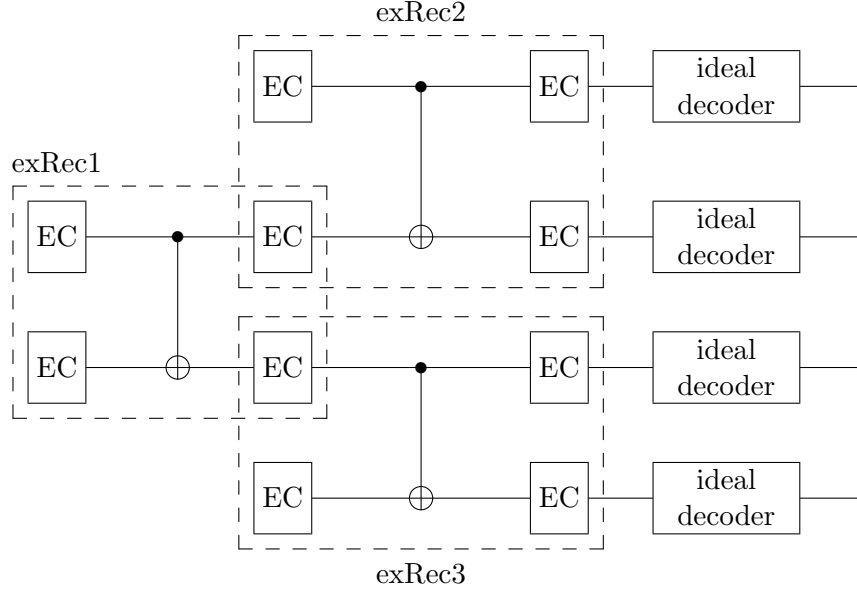 exRec2
EC
EC
ideal
decoder
exRec1
EC
EC
EC
ideal
decoder
EC
EC
EC
ideal
decoder
EC
EC
ideal
decoder
exRec3